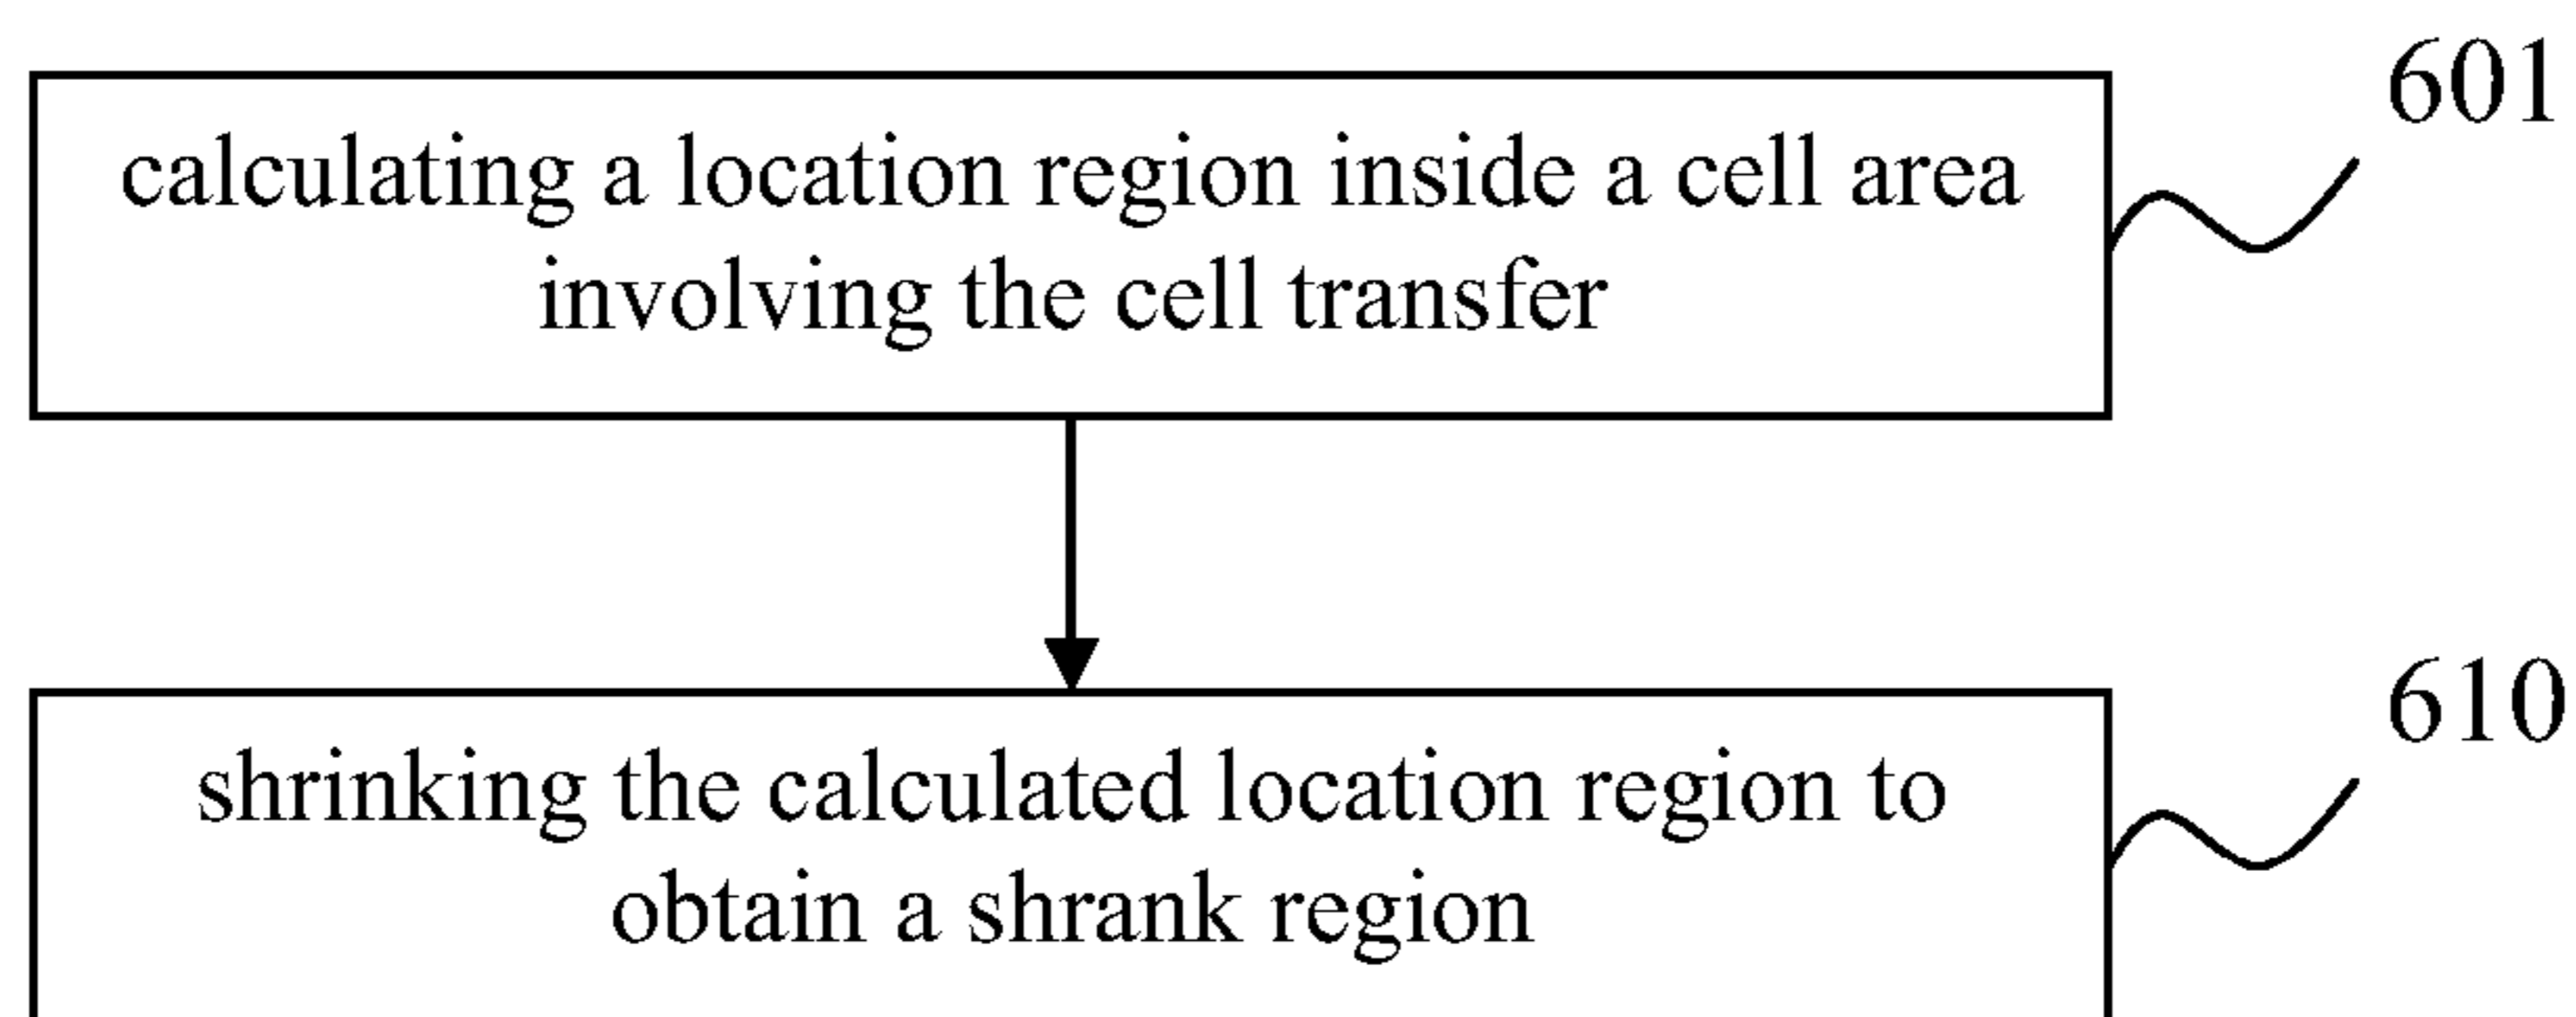 601
calculating a location region inside a cell area
involving the cell transfer
610
shrinking the calculated location region to
obtain a shrank region